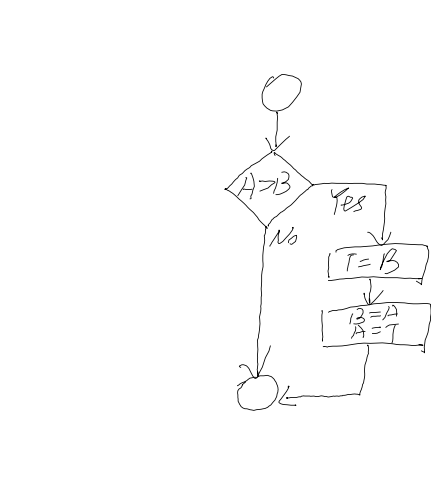 A>B
Yes
No
T=B
B=A
A=T